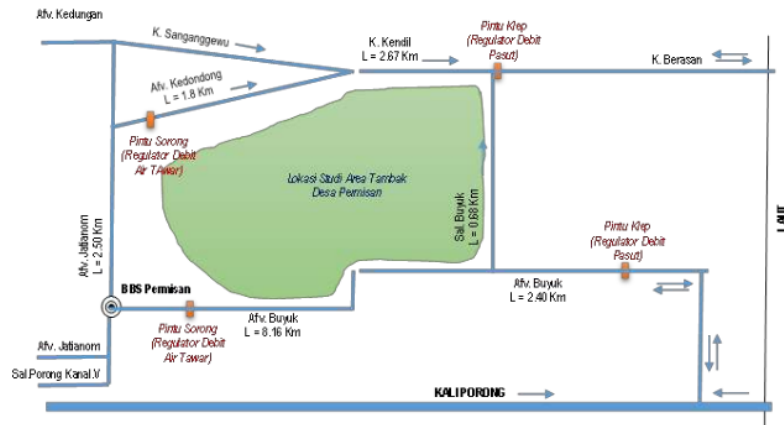 Afv. Kedungan
K. Sanganggewu
K. Kendil
L = 2.67 Km
Pintu Klep
(Regulator Debit
Pasut)
K. Berasan
Afv. Kedondong
L = 1.8 Km
Pintu Sorong
(Regulator Debit
Air TAwar)
Lokasi Studi Area Tambak
Desa Permisan
Sal. Buyuk
L = 0.68 Km
Pintu Klep
(Regulator Debit
Pasut)
LAUT
Afv. Jatianom
L = 2.50 Km
BBS Permisan
Afv. Buyuk
L = 2.40 Km
Afv. Buyuk
L = 8.16 Km
Pintu Sorong
(Regulator Debit
Air Tawar)
Afv. Jatianom
Sal.Porong Kanal.V
KALI PORONG